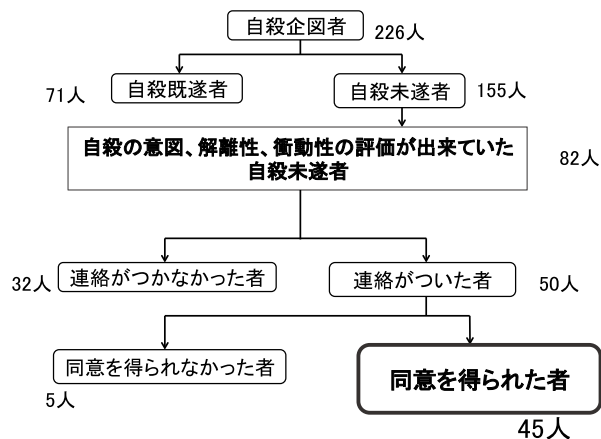 自殺企図者
226人
自殺既遂者
71人
自殺未遂者
155人
自殺の意図、解離性、衝動性の評価が出来ていた
自殺未遂者
82人
連絡がつかなかった者
32人
連絡がついた者
50人
同意を得られなかった者
5人
同意を得られた者
45人